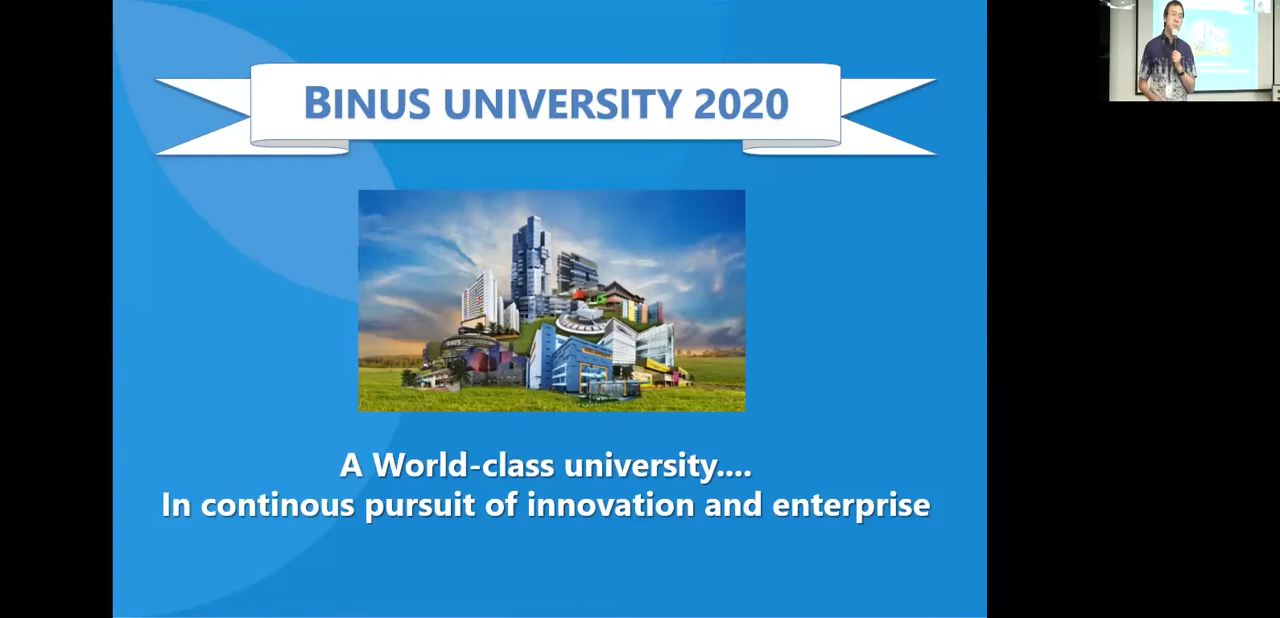 BINUS UNIVERSITY 2020
A World-class university....
In continous pursuit of innovation and enterprise